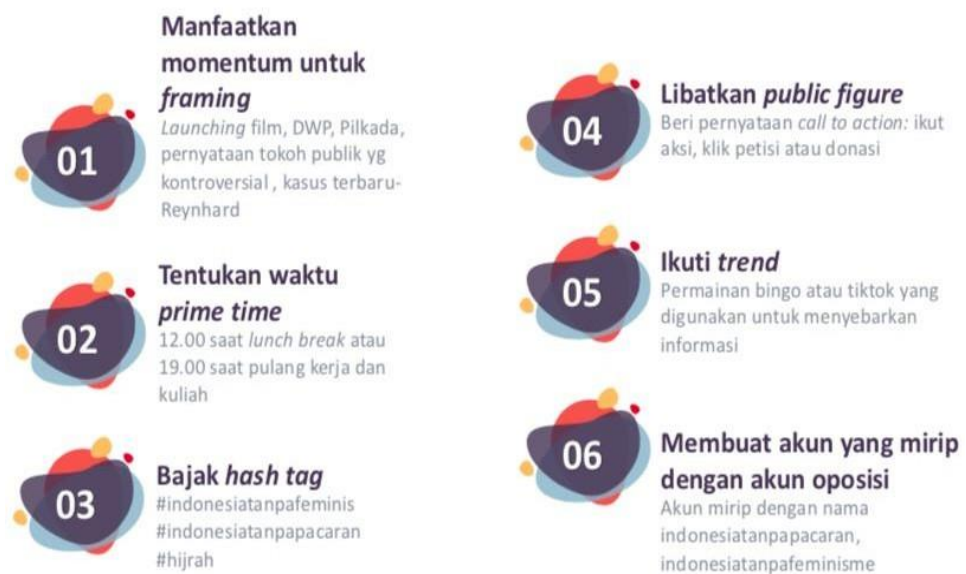 01
Manfaatkan
momentum untuk
framing
Launching film, DWP, Pilkada,
pernyataan tokoh publik yg
kontroversial , kasus terbaru-
Reynhard
02
Tentukan waktu
prime time
12.00 saat lunch break atau
19.00 saat pulang kerja dan
kuliah
03
Bajak hash tag
#indonesiatanpafeminis
#indonesiatanpapacaran
#hijrah
04
Libatkan public figure
Beri pernyataan call to action: ikut
aksi, klik petisi atau donasi
05
Ikuti trend
Permainan bingo atau tiktok yang
digunakan untuk menyebarkan
informasi
06
Membuat akun yang mirip
dengan akun oposisi
Akun mirip dengan nama
indonesiatanpapacaran,
indonesiatanpafeminisme